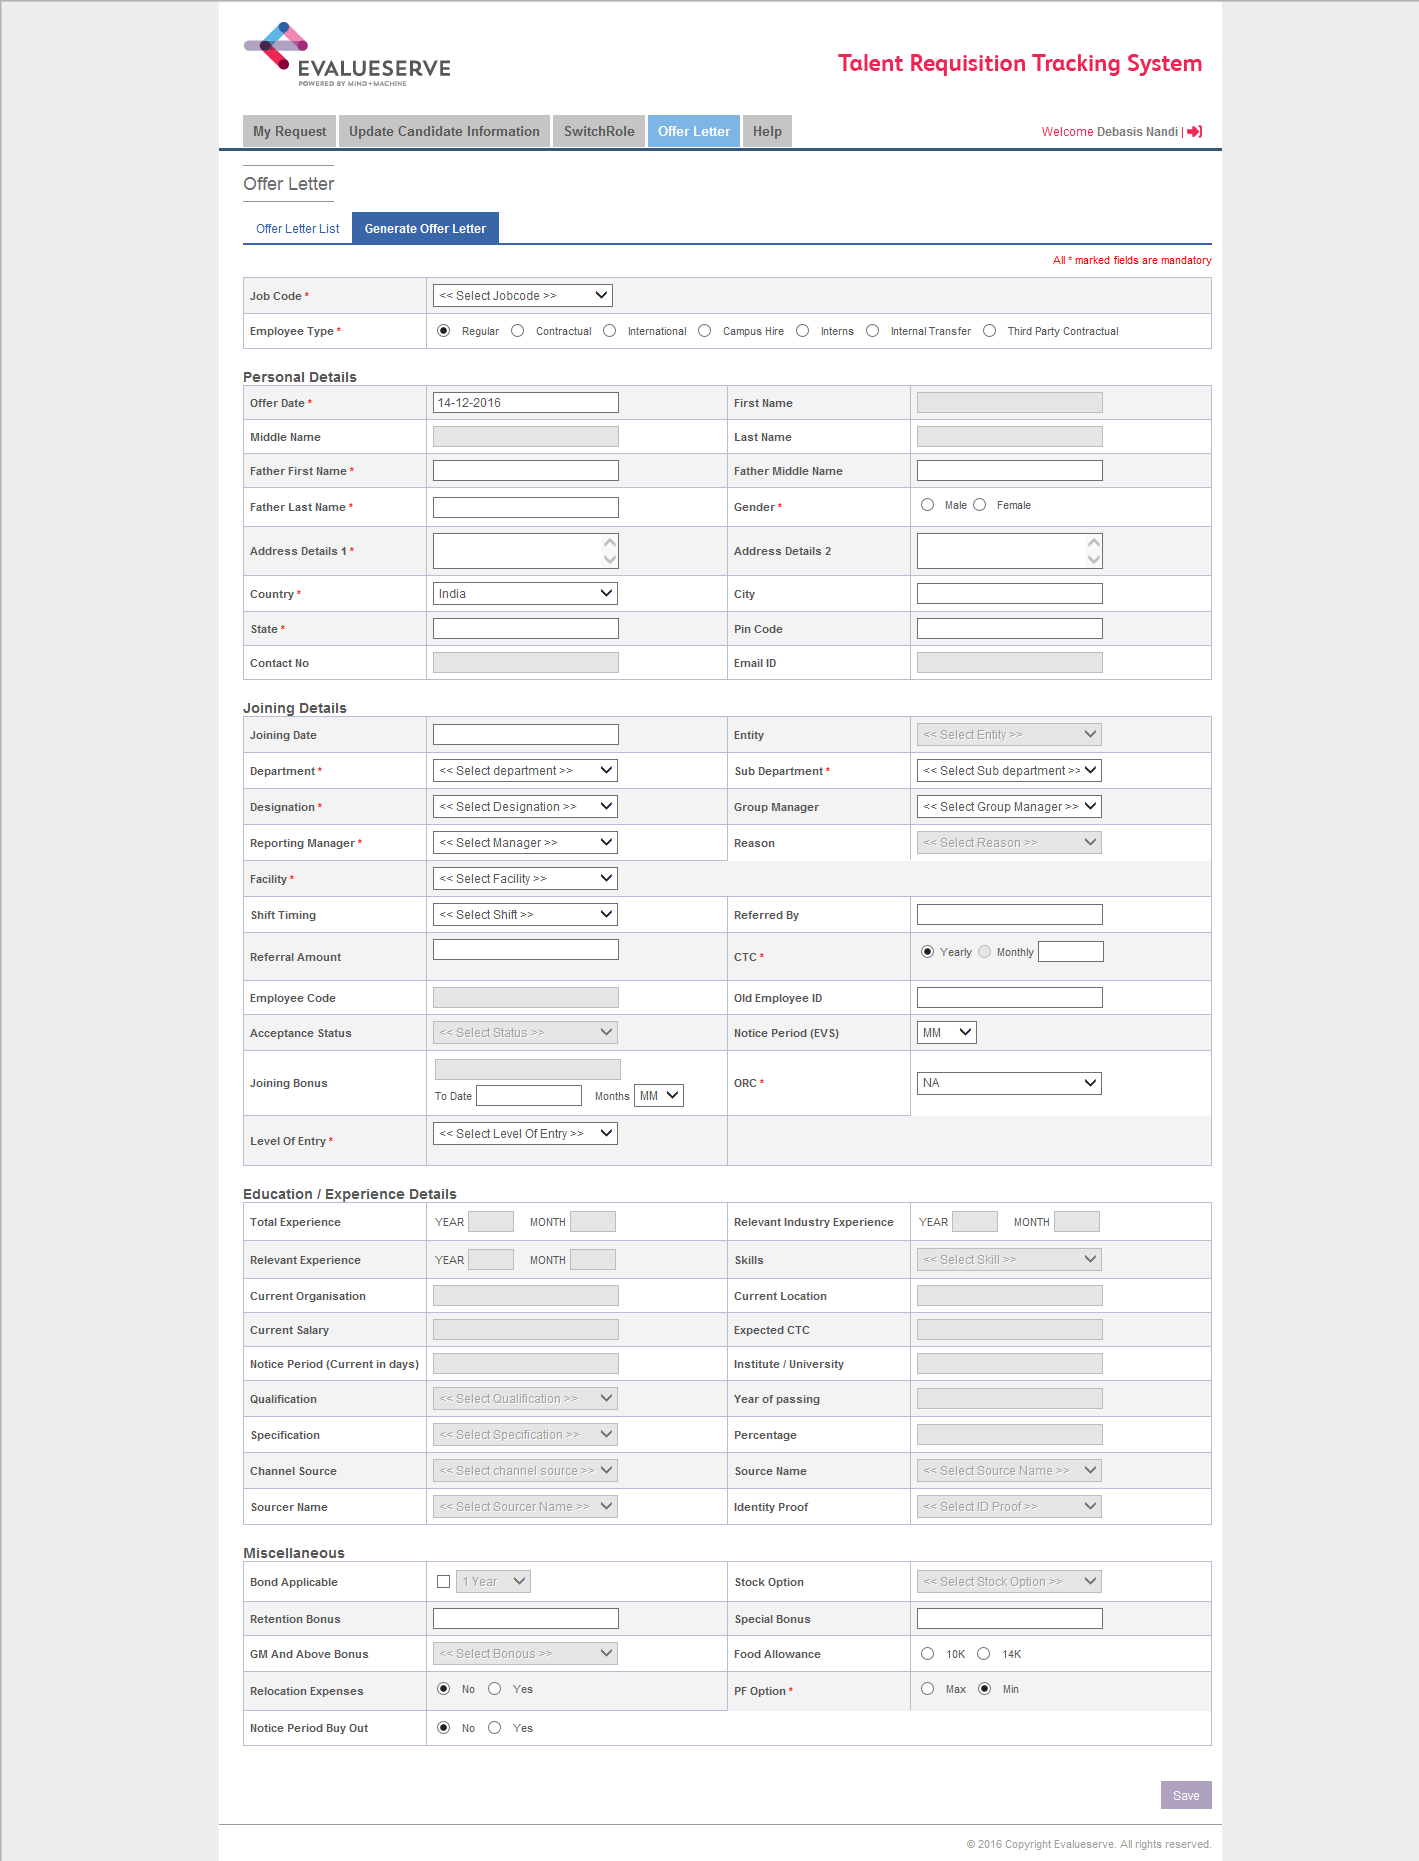 EVALUESERVE
POWERED BY MIND+MACHINE
Talent Requisition Tracking System
My Request Update Candidate Information SwitchRole Offer Letter Help Welcome Debasis Nandi |
Offer Letter
Offer Letter List Generate Offer Letter
All * marked fields are mandatory
Job Code * << Select Jobcode >>
Employee Type * Regular Contractual International Campus Hire Interns Internal Transfer Third Party Contractual
Personal Details
Offer Date * 14-12-2016 First Name
Middle Name Last Name
Father First Name * Father Middle Name
Father Last Name * Gender * Male Female
Address Details 1 * Address Details 2
Country * India City
State * Pin Code
Contact No Email ID
Joining Details
Joining Date Entity << Select Entity >>
Department * << Select department >> Sub Department * << Select Sub department >>
Designation * << Select Designation >> Group Manager << Select Group Manager >>
Reporting Manager * << Select Manager >> Reason << Select Reason >>
Facility * << Select Facility >>
Shift Timing << Select Shift >> Referred By
Referral Amount CTC * Yearly Monthly
Employee Code Old Employee ID
Acceptance Status << Select Status >> Notice Period (EVS) MM
Joining Bonus To Date Months MM ORC * NA
Level Of Entry * << Select Level Of Entry >>
Education / Experience Details
Total Experience YEAR MONTH Relevant Industry Experience YEAR MONTH
Relevant Experience YEAR MONTH Skills << Select Skill >>
Current Organisation Current Location
Current Salary Expected CTC
Notice Period (Current in days) Institute / University
Qualification << Select Qualification >> Year of passing
Specification << Select Specification >> Percentage
Channel Source << Select channel source >> Source Name << Select Source Name >>
Sourcer Name << Select Sourcer Name >> Identity Proof << Select ID Proof >>
Miscellaneous
Bond Applicable 1 Year Stock Option << Select Stock Option >>
Retention Bonus Special Bonus
GM And Above Bonus << Select Bonous >> Food Allowance 10K 14K
Relocation Expenses No Yes PF Option * Max Min
Notice Period Buy Out No Yes
Save
© 2016 Copyright Evalueserve. All rights reserved.